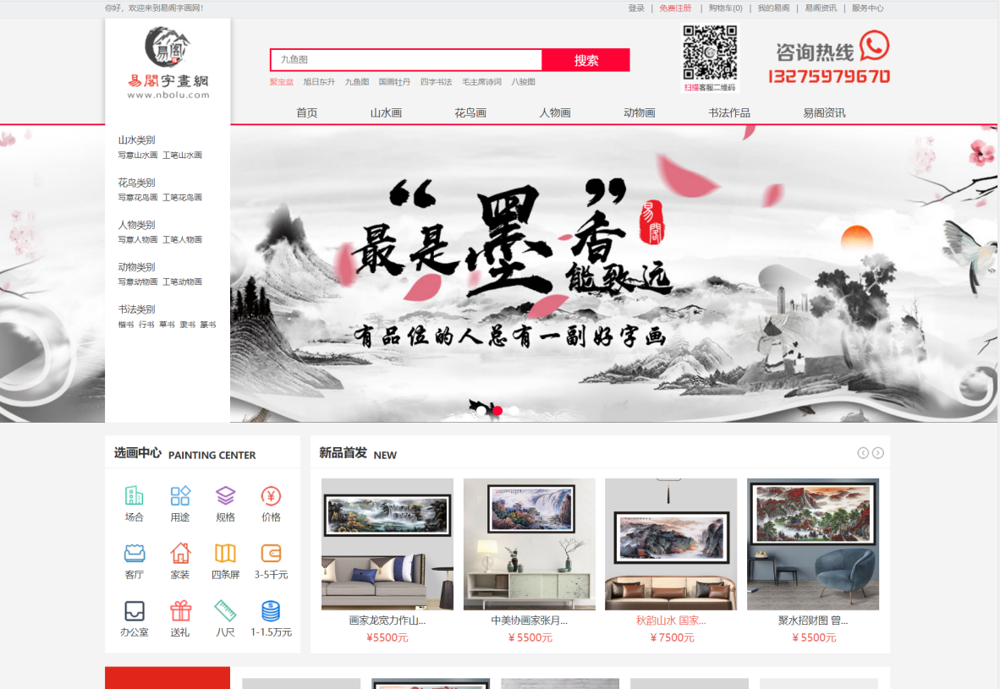 你好，欢迎来到易阁字画网!
登录 | 免费注册 | 购物车(0) | 我的易阁 | 易阁资讯 | 服务中心
易阁
易閣字畫網
www.nbolu.com
九鱼图
搜索
聚宝盆 旭日东升 九鱼图 国画牡丹 四字书法 毛主席诗词 八骏图
扫描客服二维码
咨询热线
13275979670
首页 山水画 花鸟画 人物画 动物画 书法作品 易阁资讯
山水类别
写意山水画 工笔山水画
花鸟类别
写意花鸟画 工笔花鸟画
人物类别
写意人物画 工笔人物画
动物类别
写意动物画 工笔动物画
书法类别
楷书 行书 草书 隶书 篆书
“ ”
最是墨香
易閣
能致远
有品位的人总有一副好字画
选画中心 PAINTING CENTER
场合 用途 规格 价格
客厅 家装 四条屏 3-5千元
办公室 送礼 八尺 1-1.5万元
新品首发 NEW
画家龙宽力作山... 中美协画家张月... 秋韵山水 国家... 聚水招财图 曾...
¥5500元 ¥5500元 ¥7500元 ¥5500元